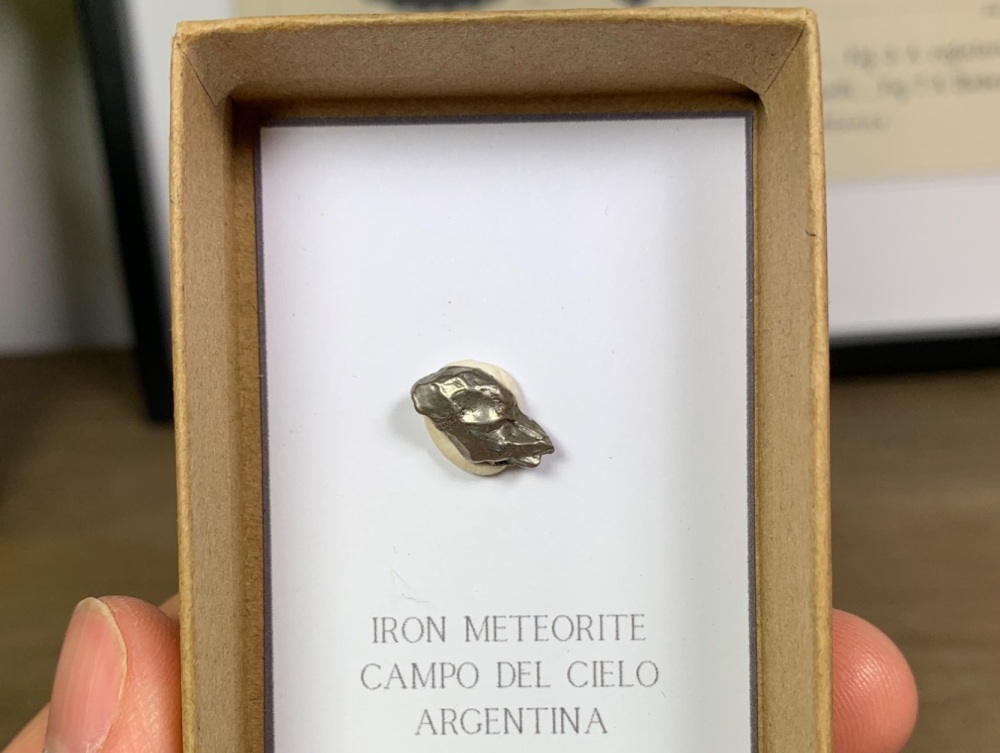 IRON METEORITE
CAMPO DEL CIELO
ARGENTINA